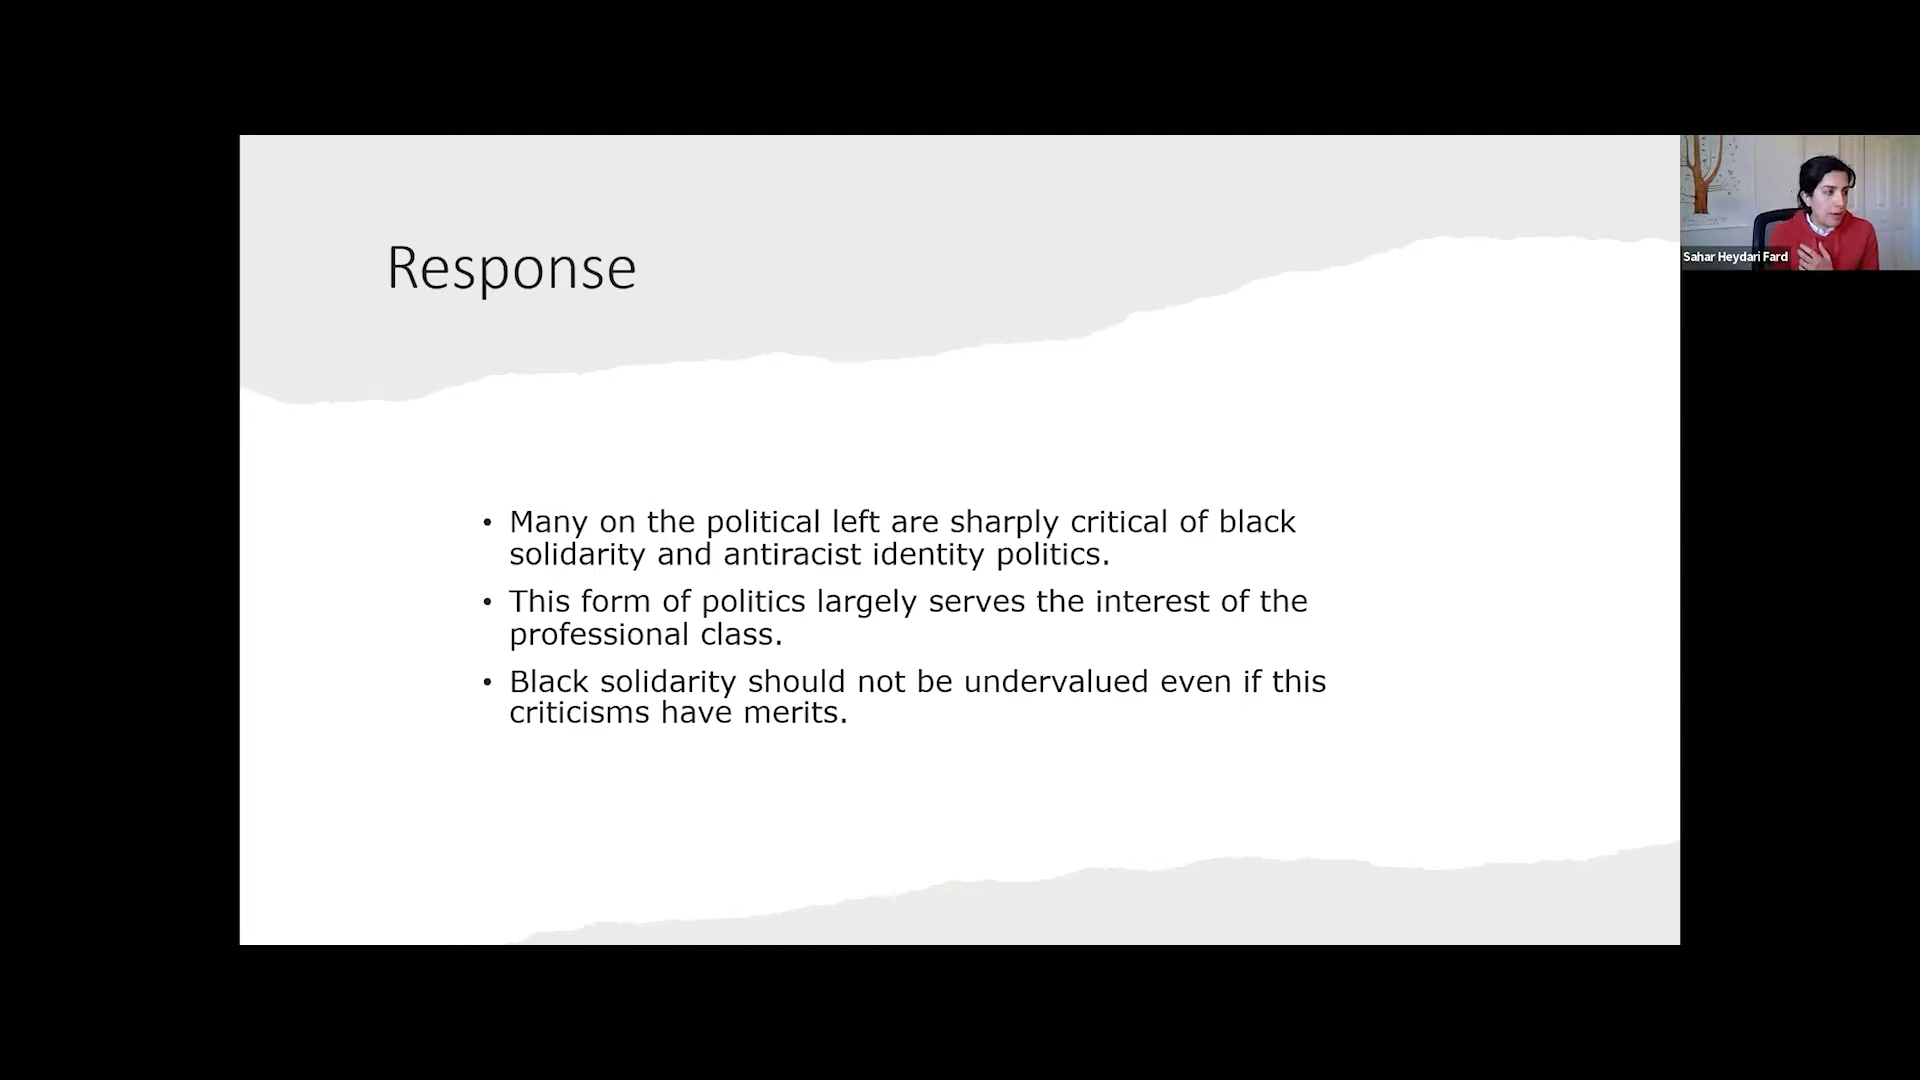 Response
Sahar Heydari Fard
• Many on the political left are sharply critical of black
solidarity and antiracist identity politics.
• This form of politics largely serves the interest of the
professional class.
• Black solidarity should not be undervalued even if this
criticisms have merits.